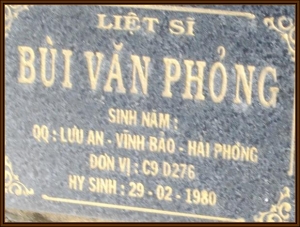 LIỆT SĨ
BÙI VĂN PHỎNG
SINH NĂM :
QQ : LƯU AN - VĨNH BẢO - HẢI PHÒNG
ĐƠN VỊ : C9 D276
HY SINH : 29 - 02 - 1980